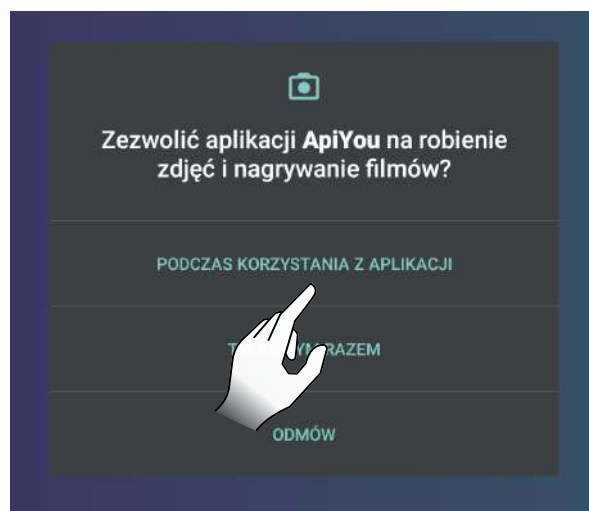 Zezwolić aplikacji ApiYou na robienie
zdjęć i nagrywanie filmów?
PODCZAS KORZYSTANIA Z APLIKACJI
RAZEM
ODMÓW